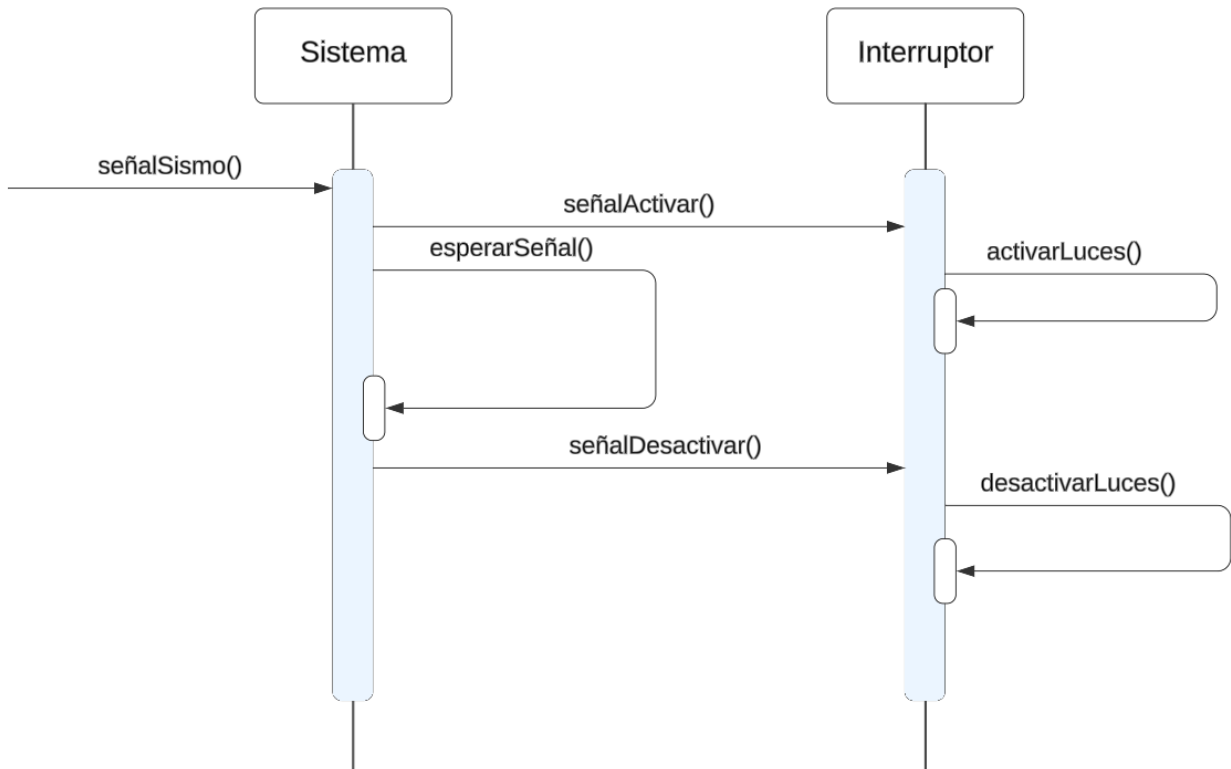 Sistema
Interruptor
señalSismo()
señalActivar()
esperarSeñal()
activarLuces()
señalDesactivar()
desactivarLuces()